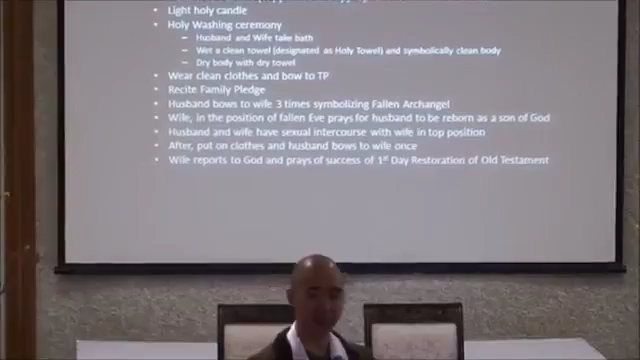 • Light holy candle
• Holy Washing ceremony
– Husband and Wife take bath
– Wet a clean towel (designated as Holy Towel) and symbolically clean body
– Dry body with dry towel
• Wear clean clothes and bow to TP
• Recite Family Pledge
• Husband bows to wife 3 times symbolizing Fallen Archangel
• Wife, in the position of fallen Eve prays for husband to be reborn as a son of God
• Husband and wife have sexual intercourse with wife in top position
• After, put on clothes and husband bows to wife once
• Wife reports to God and prays of success of 1st Day Restoration of Old Testament